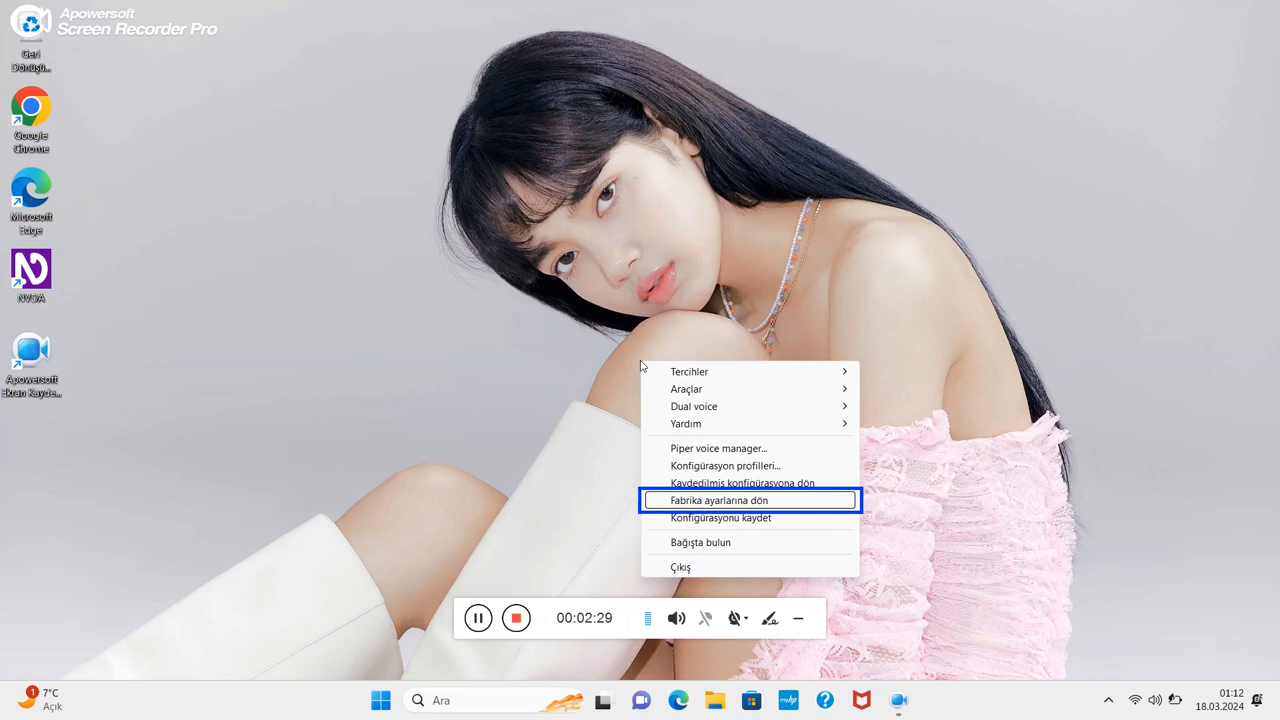 Apowersoft
Screen Recorder Pro
Geri
Dönüşü...
Google
Chrome
Microsoft
Edge
NVDA
Apowersoft
Ekran Kayde...
Tercihler
Araçlar
Dual voice
Yardım
Piper voice manager...
Konfigürasyon profilleri...
Kaydedilmiş konfigürasyona dön
Fabrika ayarlarına dön
Konfigürasyonu kaydet
Bağışta bulun
Çıkış
00:02:29
1
7°C
Açık
Ara
myhp
01:12
18.03.2024